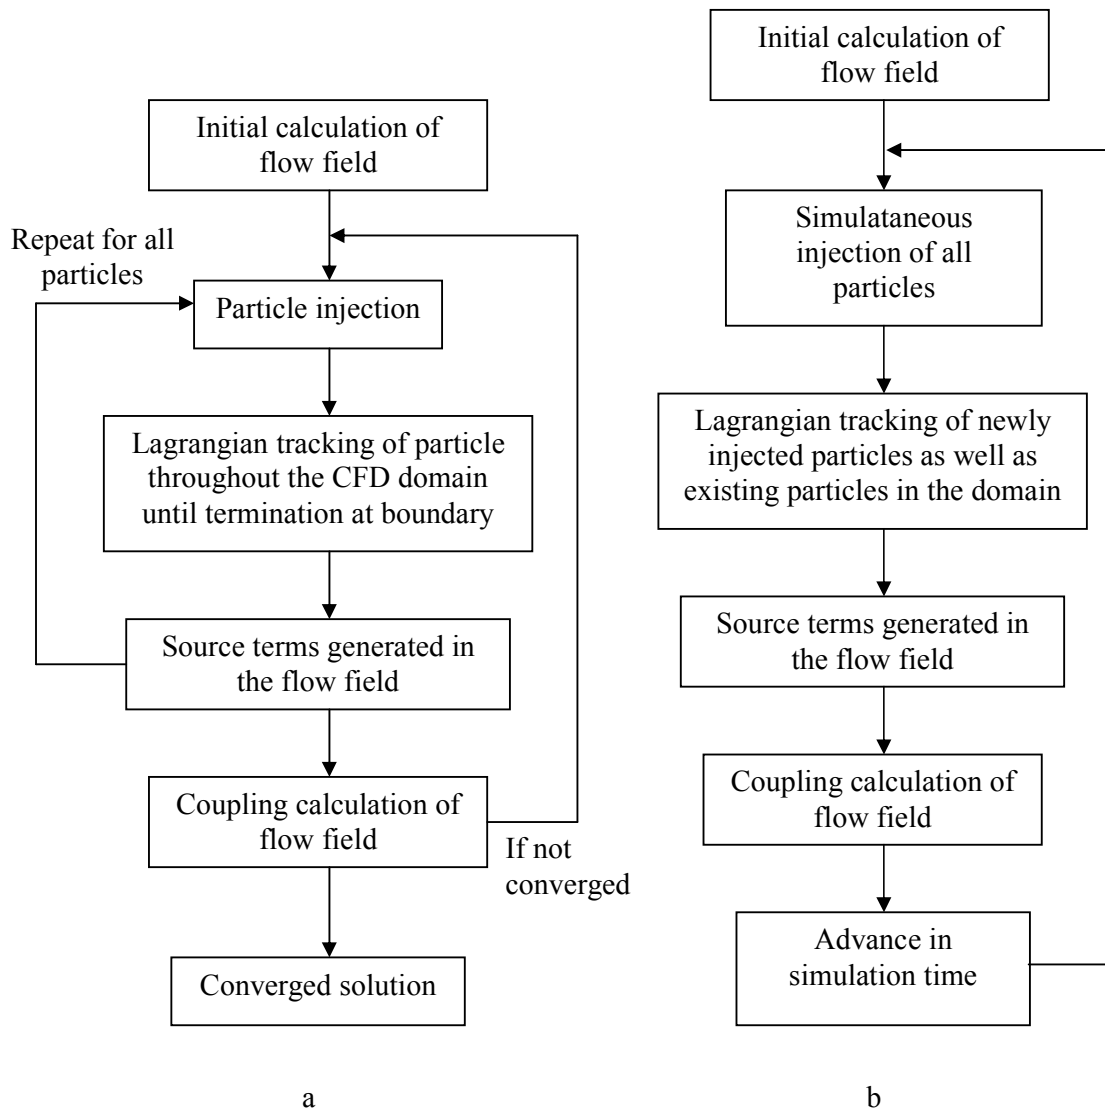 Initial calculation of
flow field
Repeat for all
particles
Particle injection
Lagrangian tracking of particle
throughout the CFD domain
until termination at boundary
Source terms generated in
the flow field
Coupling calculation of
flow field
If not
converged
Converged solution
a
Initial calculation of
flow field
Simulataneous
injection of all
particles
Lagrangian tracking of newly
injected particles as well as
existing particles in the domain
Source terms generated in
the flow field
Coupling calculation of
flow field
Advance in
simulation time
b